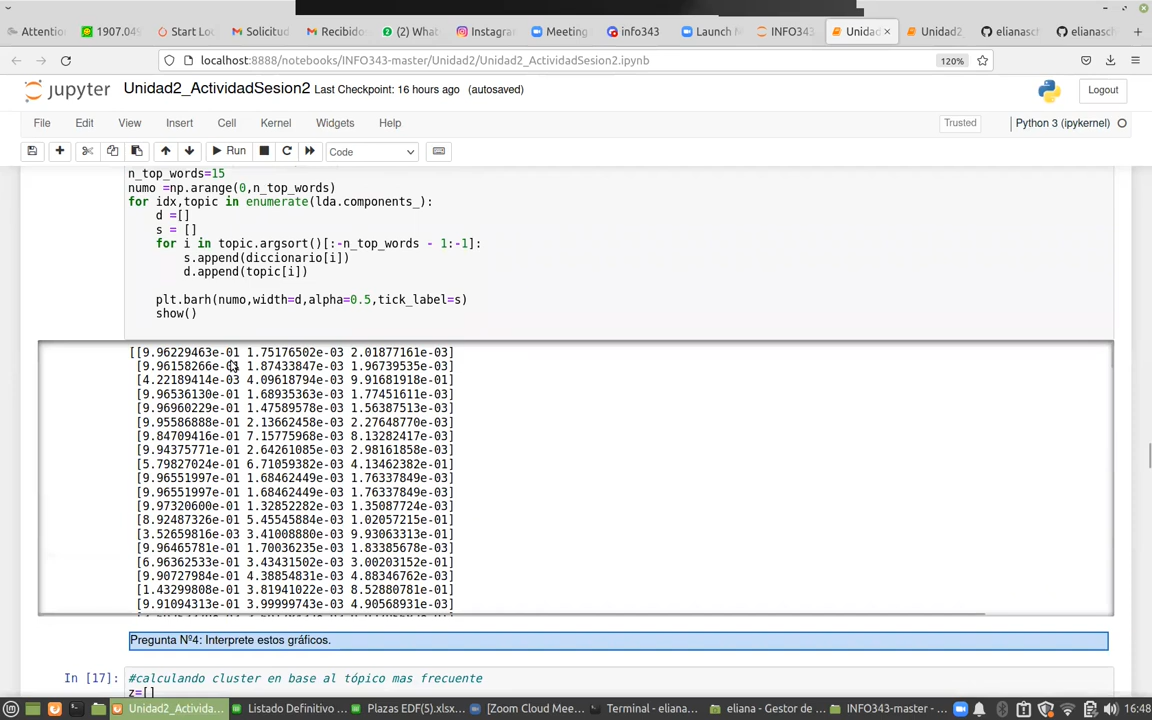 Attentio
1907.049
Start Loc
Solicitud
Recibidos
(2) (Wha
Instagra
Meeting
info343
Launch M
INFO343
Unidad
Unidad2
elianasch
elianasch
localhost:8888/notebooks/INFO343-master/Unidad2/Unidad2_ActividadSesion2.ipynb
120%
jupyter Unidad2_ActividadSesion2 Last Checkpoint: 16 hours ago (autosaved)
Logout
File Edit View Insert Cell Kernel Widgets Help
Trusted
Python 3 (ipykernel)
Run
Code
n_top_words=15
numo =np.arange(0,n_top_words)
for idx,topic in enumerate(lda.components_):
d =[]
s = []
for i in topic.argsort()[:-n_top_words - 1:-1]:
s.append(diccionario[i])
d.append(topic[i])
plt.barh(numo,width=d,alpha=0.5,tick_label=s)
show()
[[9.96229463e-01 1.75176502e-03 2.01877161e-03]
[9.96158266e-01 1.87433847e-03 1.96739535e-03]
[4.22189414e-03 4.09618794e-03 9.91681918e-01]
[9.96536130e-01 1.68935363e-03 1.77451611e-03]
[9.96960229e-01 1.47589578e-03 1.56387513e-03]
[9.95586888e-01 2.13662458e-03 2.27648770e-03]
[9.84709416e-01 7.15775968e-03 8.13282417e-03]
[9.94375771e-01 2.64261085e-03 2.98161858e-03]
[5.79827024e-01 6.71059382e-03 4.13462382e-01]
[9.96551997e-01 1.68462449e-03 1.76337849e-03]
[9.96551997e-01 1.68462449e-03 1.76337849e-03]
[9.97320600e-01 1.32852282e-03 1.35087724e-03]
[8.92487326e-01 5.45545884e-03 1.02057215e-01]
[3.52659816e-03 3.41008880e-03 9.93063313e-01]
[9.96465781e-01 1.70036235e-03 1.83385678e-03]
[6.96362533e-01 3.43431502e-03 3.00203152e-01]
[9.90727984e-01 4.38854831e-03 4.88346762e-03]
[1.43299808e-01 3.81941022e-03 8.52880781e-01]
[9.91094313e-01 3.99999743e-03 4.90568931e-03]
Pregunta Nº4: Interprete estos gráficos.
In [17]:
#calculando cluster en base al tópico mas frecuente
z=[]
Unidad2_Activida...
Listado Definitivo ...
Plazas EDF(5).xlsx...
[Zoom Cloud Mee...
Terminal - eliana...
eliana - Gestor de ...
INFO343-master - ...
16:48